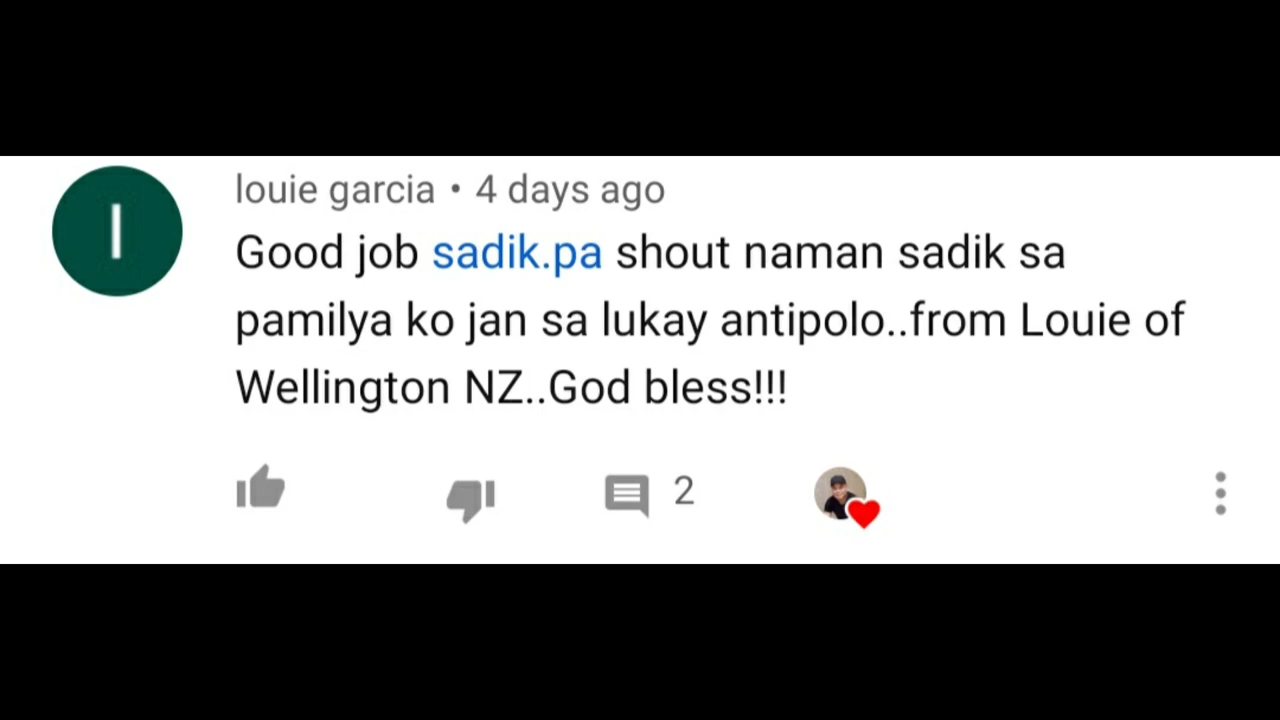 l
louie garcia • 4 days ago
Good job sadik.pa shout naman sadik sa
pamilya ko jan sa lukay antipolo..from Louie of
Wellington NZ..God bless!!!
2